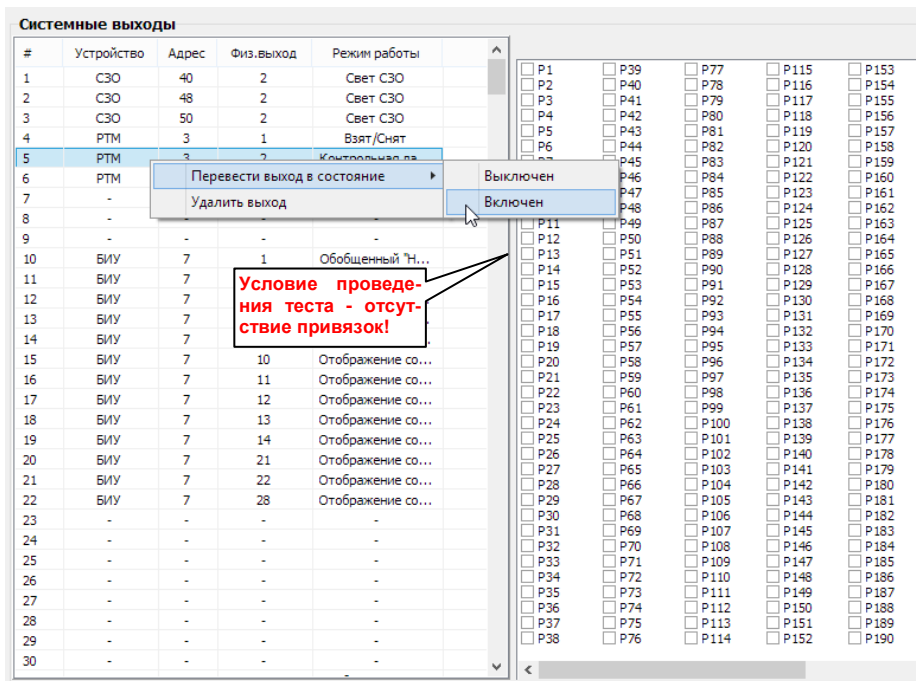 Системные выходы
# Устройство Адрес Физ.выход Режим работы
1 СЗО 40 2 Свет СЗО
2 СЗО 48 2 Свет СЗО
3 СЗО 50 2 Свет СЗО
4 РТМ 3 1 Взят/Снят
5 РТМ 3 2 Контрольная ла...
6 РТМ
7 -
8 - - - -
9 - - - -
10 БИУ 7 1 Обобщенный "Н...
11 БИУ 7
12 БИУ 7
13 БИУ 7
14 БИУ 7
15 БИУ 7 10 Отображение со...
16 БИУ 7 11 Отображение со...
17 БИУ 7 12 Отображение со...
18 БИУ 7 13 Отображение со...
19 БИУ 7 14 Отображение со...
20 БИУ 7 21 Отображение со...
21 БИУ 7 22 Отображение со...
22 БИУ 7 28 Отображение со...
23 - - - -
24 - - - -
25 - - - -
26 - - - -
27 - - - -
28 - - - -
29 - - - -
30 - - - -
Перевести выход в состояние
Удалить выход
Выключен
Включен
Условие проведе-
ния теста - отсут-
ствие привязок!
P1 P39 P77 P115 P153
P2 P40 P78 P116 P154
P3 P41 P79 P117 P155
P4 P42 P80 P118 P156
P5 P43 P81 P119 P157
P6 P44 P82 P120 P158
P45 P83 P121 P159
P46 P84 P122 P160
P47 P85 P123 P161
P48 P86 P124 P162
P11 P49 P87 P125 P163
P12 P50 P88 P126 P164
P13 P51 P89 P127 P165
P14 P52 P90 P128 P166
P15 P53 P91 P129 P167
P16 P54 P92 P130 P168
P17 P55 P93 P131 P169
P18 P56 P94 P132 P170
P19 P57 P95 P133 P171
P20 P58 P96 P134 P172
P21 P59 P97 P135 P173
P22 P60 P98 P136 P174
P23 P61 P99 P137 P175
P24 P62 P100 P138 P176
P25 P63 P101 P139 P177
P26 P64 P102 P140 P178
P27 P65 P103 P141 P179
P28 P66 P104 P142 P180
P29 P67 P105 P143 P181
P30 P68 P106 P144 P182
P31 P69 P107 P145 P183
P32 P70 P108 P146 P184
P33 P71 P109 P147 P185
P34 P72 P110 P148 P186
P35 P73 P111 P149 P187
P36 P74 P112 P150 P188
P37 P75 P113 P151 P189
P38 P76 P114 P152 P190